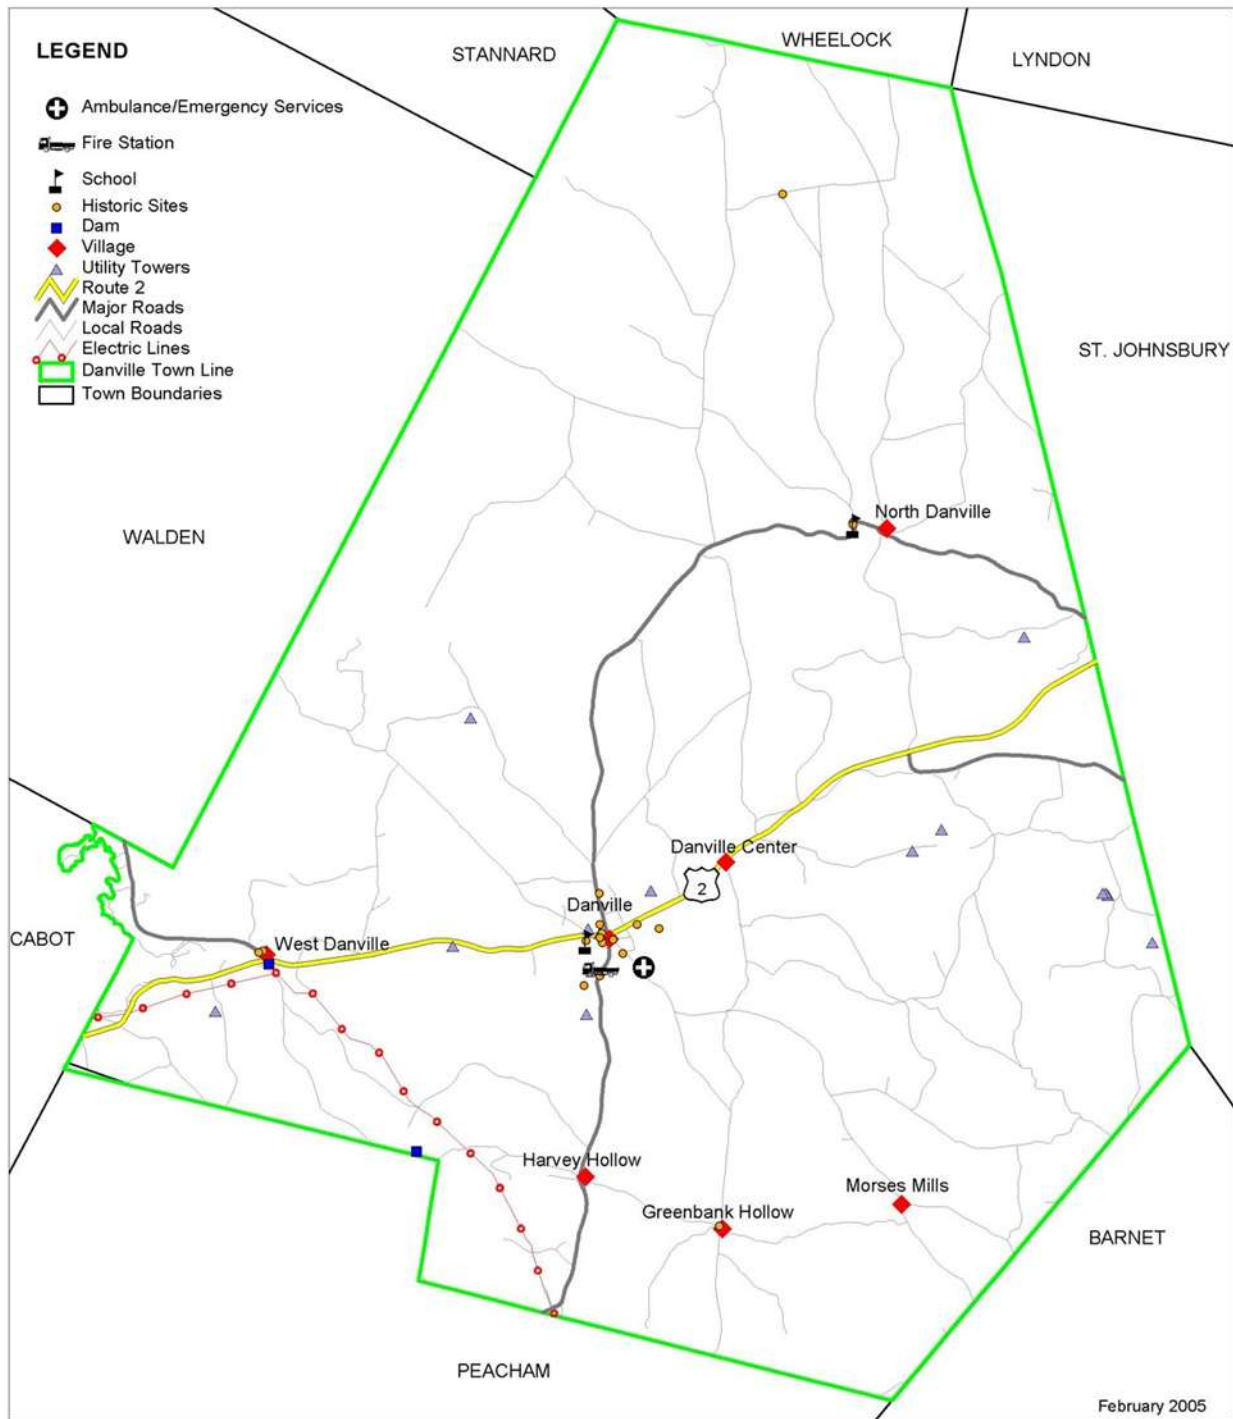 LEGEND
Ambulance/Emergency Services
Fire Station
School
Historic Sites
Dam
Village
Utility Towers
Route 2
Major Roads
Local Roads
Electric Lines
Danville Town Line
Town Boundaries
STANNARD
WHEELOCK
LYNDON
ST. JOHNSBURY
WALDEN
North Danville
Danville Center
2
Danville
CABOT
West Danville
Harvey Hollow
Morses Mills
Greenbank Hollow
BARNET
PEACHAM
February 2005